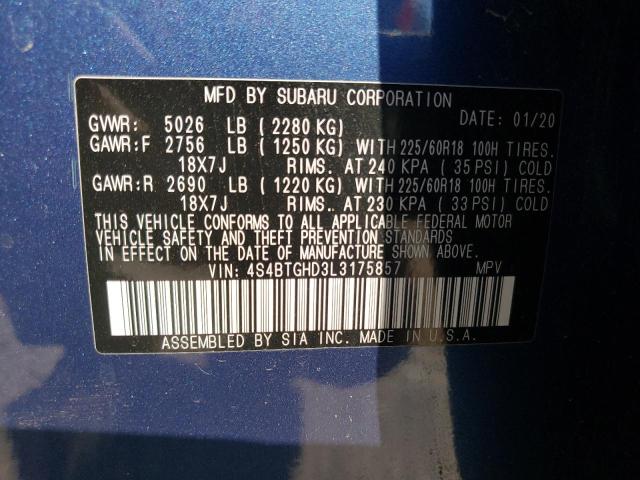 MFD BY SUBARU CORPORATION
DATE: 01/20
GVWR: 5026 LB ( 2280 KG)
GAWR:F 2756 LB ( 1250 KG) WITH 225/60R18 100H TIRES.
18X7J RIMS. AT 240 KPA ( 35 PSI) COLD
GAWR:R 2690 LB ( 1220 KG) WITH 225/60R18 100H TIRES.
18X7J RIMS. AT 230 KPA ( 33 PSI) COLD
THIS VEHICLE CONFORMS TO ALL APPLICABLE FEDERAL MOTOR
VEHICLE SAFETY AND THEFT PREVENTION STANDARDS
IN EFFECT ON THE DATE OF MANUFACTURE SHOWN ABOVE.
VIN: 4S4BTGHD3L3175857 MPV
ASSEMBLED BY SIA INC. MADE IN U.S.A.